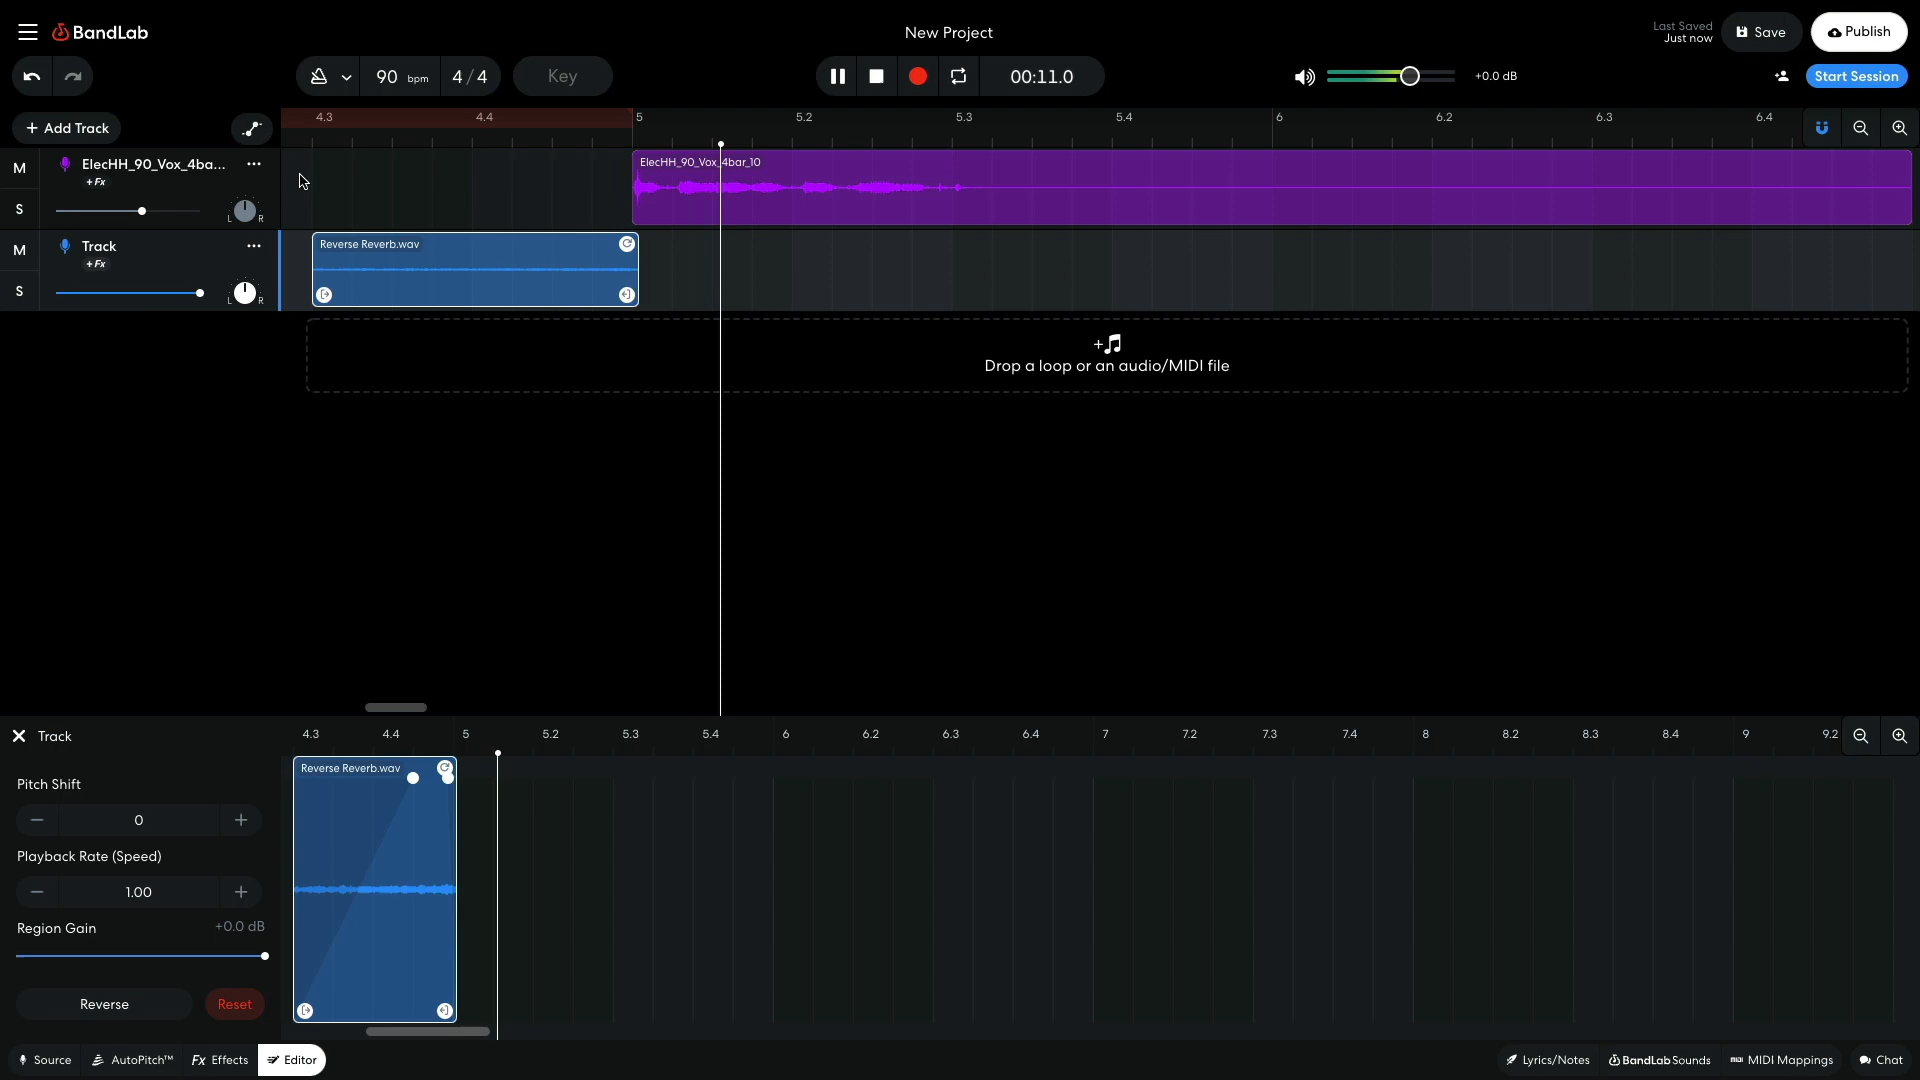 BandLab
New Project
Last Saved
Just now
Save
Publish
90 bpm
4/4
Key
00:11.0
+0.0 dB
Start Session
+ Add Track
4.3
4.4
5
5.2
5.3
5.4
6
6.2
6.3
6.4
M
ElecHH_90_Vox_4ba...
+Fx
S
L
R
ElecHH_90_Vox_4bar_10
M
Track
+Fx
S
L
R
Reverse Reverb.wav
Drop a loop or an audio/MIDI file
Track
4.3
4.4
5
5.2
5.3
5.4
6
6.2
6.3
6.4
7
7.2
7.3
7.4
8
8.2
8.3
8.4
9
9.2
Reverse Reverb.wav
Pitch Shift
0
Playback Rate (Speed)
1.00
Region Gain
+0.0 dB
Reverse
Reset
Source
AutoPitch™
Fx Effects
Editor
Lyrics/Notes
BandLab Sounds
MIDI Mappings
Chat